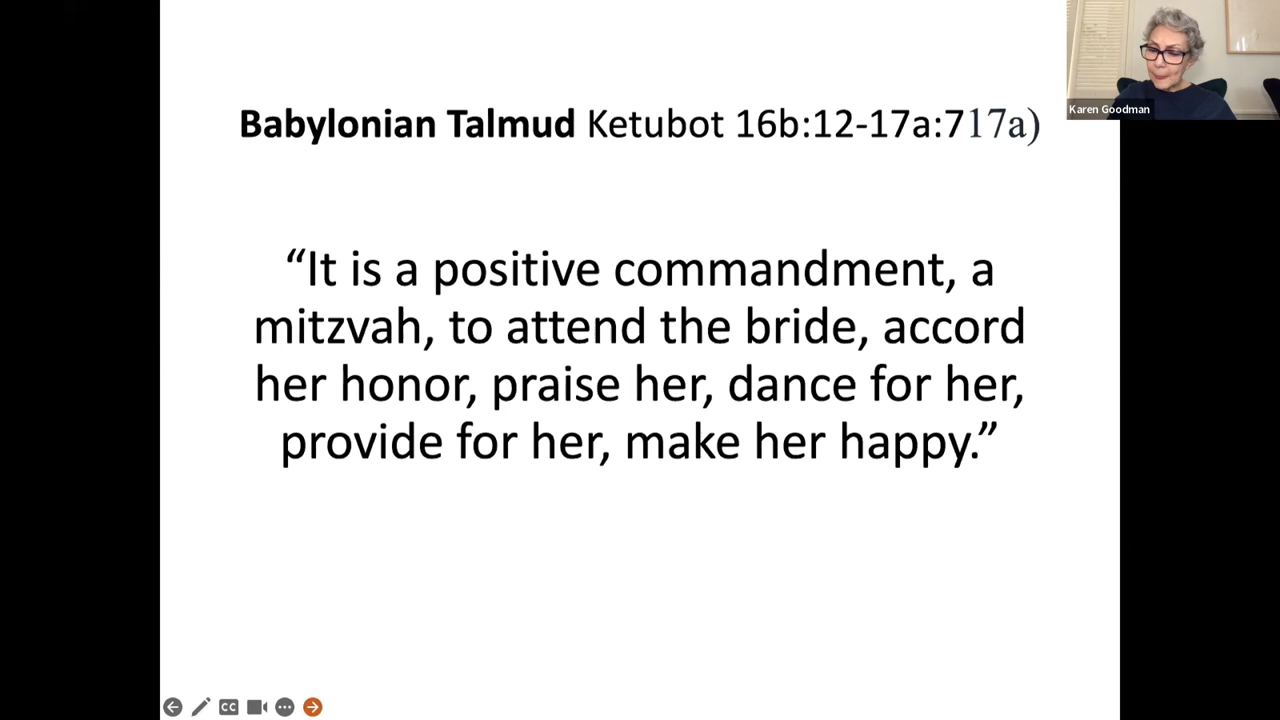 Babylonian Talmud Ketubot 16b:12-17a:717a)
“It is a positive commandment, a
mitzvah, to attend the bride, accord
her honor, praise her, dance for her,
provide for her, make her happy.”
Karen Goodman
CC